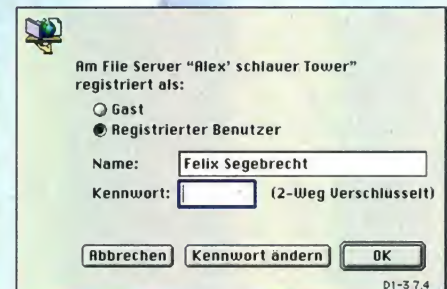 Am File Server “Alex’ schlauer Tower”
registriert als:
Gast
Registrierter Benutzer
Name: Felix Segebrecht
Kennwort: (2-Weg Verschlusselt)
Abbrechen Kennwort ändern OK
D1-3.7.4